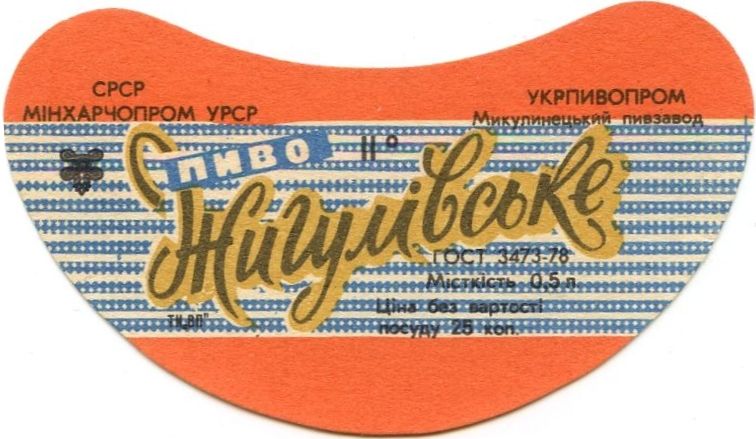 СРСР
МІНХАРЧОПРОМ УРСР
УКРПИВОПРОМ
Микулинецький пивзавод
ПИВО
11°
Жигулівське
ГОСТ 3473-78
Місткість 0,5 л.
Ціна без вартості
посуду 25 коп.